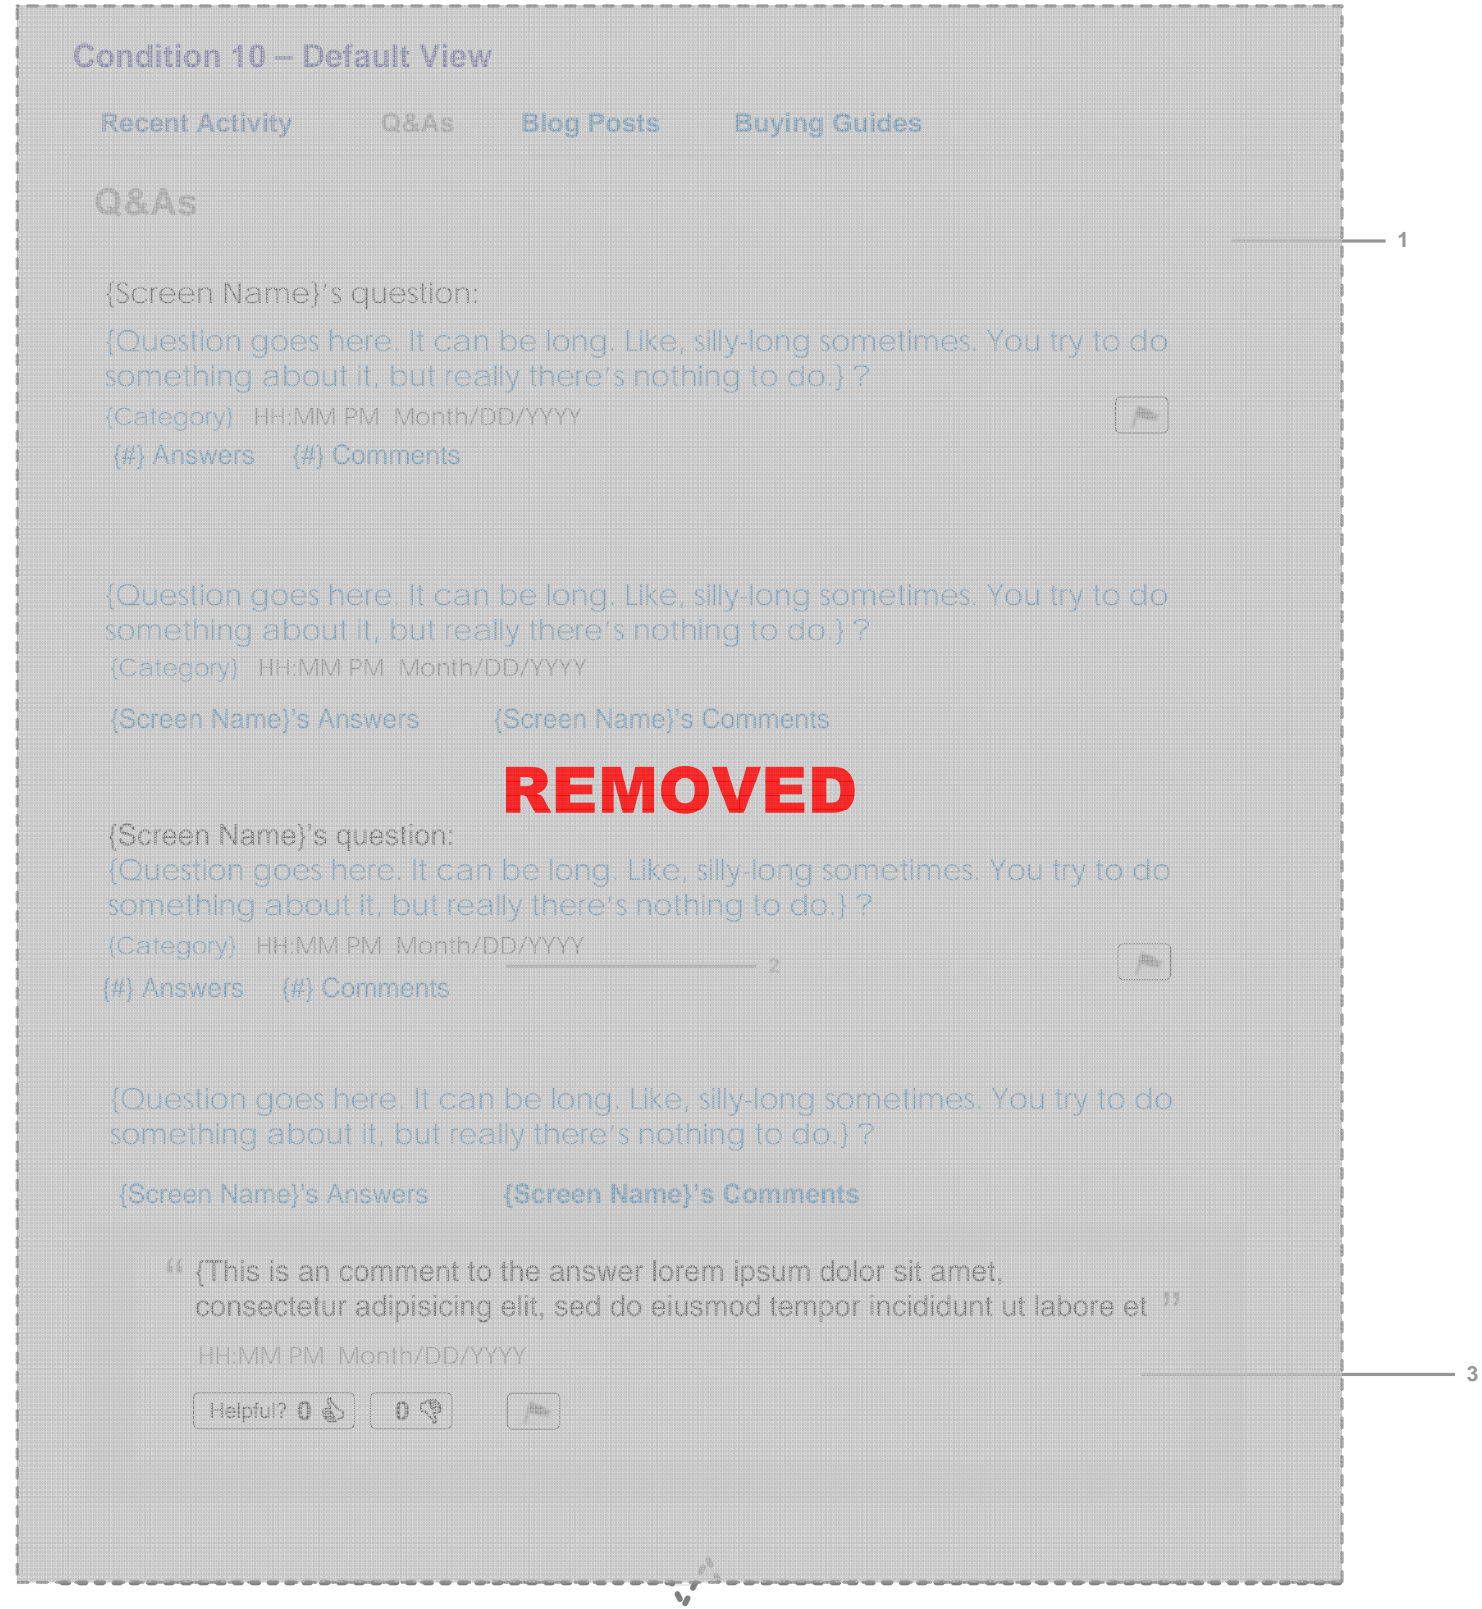 Condition 10 – Default View
Recent Activity Q&As Blog Posts Buying Guides
Q&As
1
{Screen Name}'s question:
{Question goes here. It can be long. Like, silly-long sometimes. You try to do
something about it, but really there's nothing to do.} ?
{Category} HH:MM PM Month/DD/YYYY
{#} Answers {#} Comments
{Question goes here. It can be long. Like, silly-long sometimes. You try to do
something about it, but really there's nothing to do.} ?
{Category} HH:MM PM Month/DD/YYYY
{Screen Name}'s Answers {Screen Name}'s Comments
REMOVED
{Screen Name}'s question:
{Question goes here. It can be long. Like, silly-long sometimes. You try to do
something about it, but really there's nothing to do.} ?
{Category} HH:MM PM Month/DD/YYYY
2
{#} Answers {#} Comments
{Question goes here. It can be long. Like, silly-long sometimes. You try to do
something about it, but really there's nothing to do.} ?
{Screen Name}'s Answers {Screen Name}'s Comments
“ {This is an comment to the answer lorem ipsum dolor sit amet,
consectetur adipisicing elit, sed do eiusmod tempor incididunt ut labore et ”
HH:MM PM Month/DD/YYYY
3
Helpful? 0 0